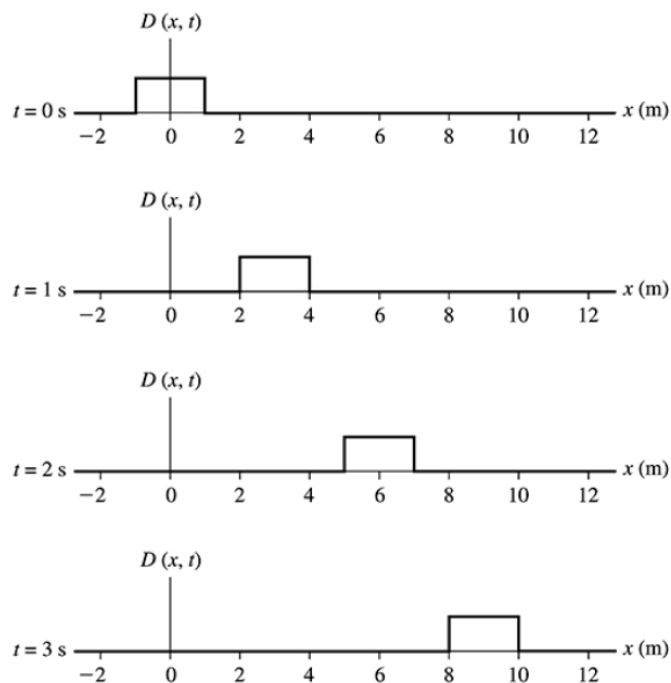 D (x, t)
t = 0 s
x (m)
−2 0 2 4 6 8 10 12
D (x, t)
t = 1 s
x (m)
−2 0 2 4 6 8 10 12
D (x, t)
t = 2 s
x (m)
−2 0 2 4 6 8 10 12
D (x, t)
t = 3 s
x (m)
−2 0 2 4 6 8 10 12